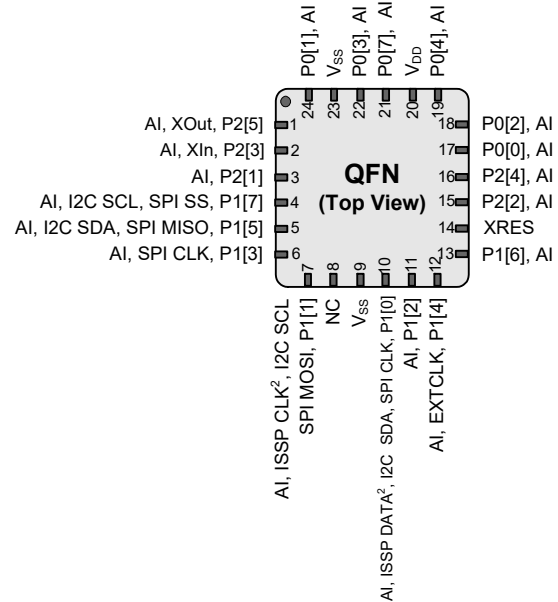 P0[1], AI
VSS
P0[3], AI
P0[7], AI
VDD
P0[4], AI
24
23
22
21
20
19
AI, XOut, P2[5]
1
AI, XIn, P2[3]
2
AI, P2[1]
3
AI, I2C SCL, SPI SS, P1[7]
4
AI, I2C SDA, SPI MISO, P1[5]
5
AI, SPI CLK, P1[3]
6
QFN
(Top View)
18
P0[2], AI
17
P0[0], AI
16
P2[4], AI
15
P2[2], AI
14
XRES
13
P1[6], AI
7
8
9
10
11
12
AI, ISSP CLK², I2C SCL
SPI MOSI, P1[1]
NC
VSS
AI, ISSP DATA², I2C SDA, SPI CLK, P1[0]
AI, P1[2]
AI, EXTCLK, P1[4]